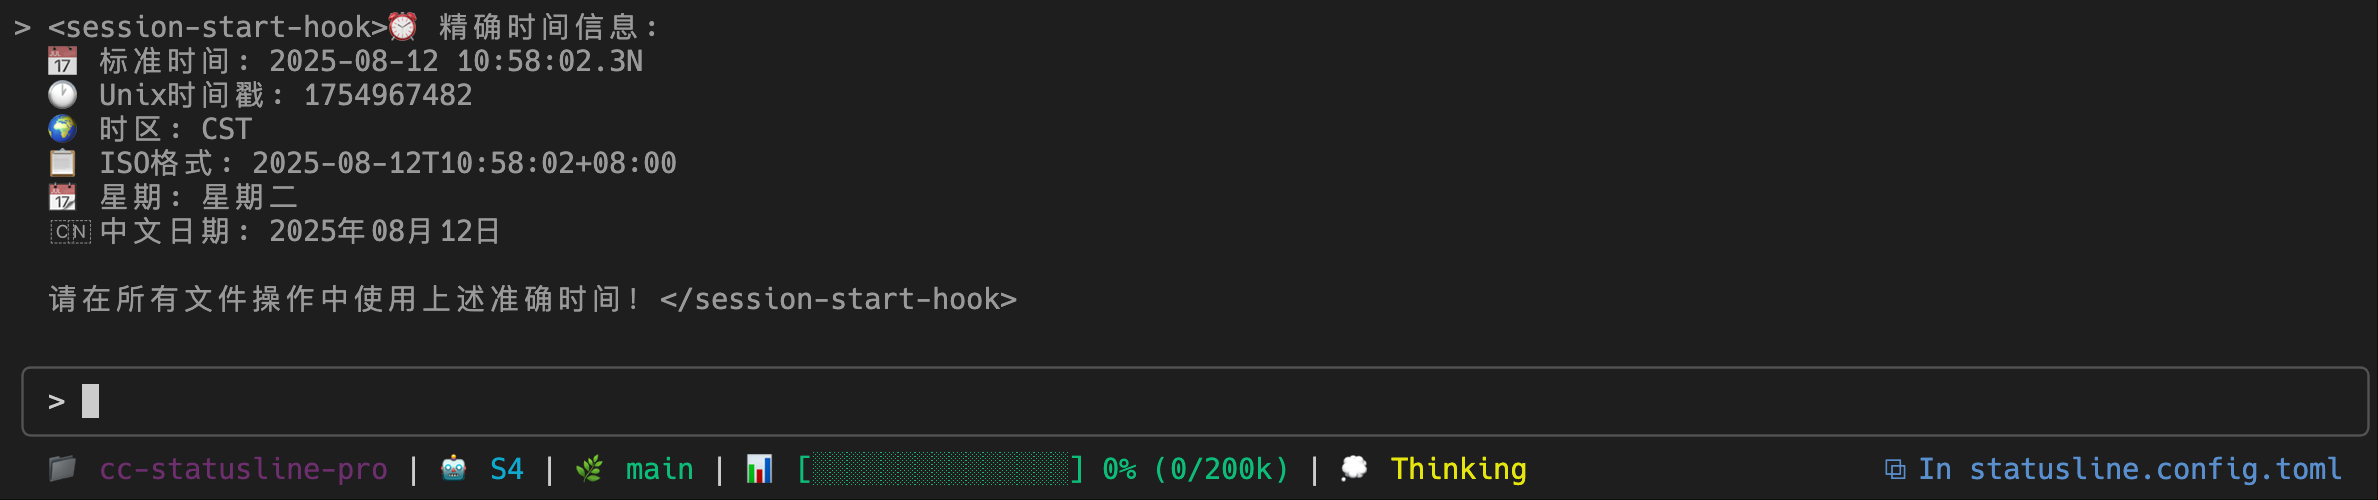 > <session-start-hook>⏰ 精确时间信息：
📅 标准时间：2025-08-12 10:58:02.3N
🕐 Unix时间戳：1754967482
🌍 时区：CST
📋 ISO格式：2025-08-12T10:58:02+08:00
📆 星期：星期二
🇨🇳 中文日期：2025年08月12日
请在所有文件操作中使用上述准确时间！</session-start-hook>
>
📁 cc-statusline-pro | 🤖 S4 | 🌿 main | 📊 [░░░░░░░░░░░░░░░] 0% (0/200k) | 💭 Thinking ⧉ In statusline.config.toml